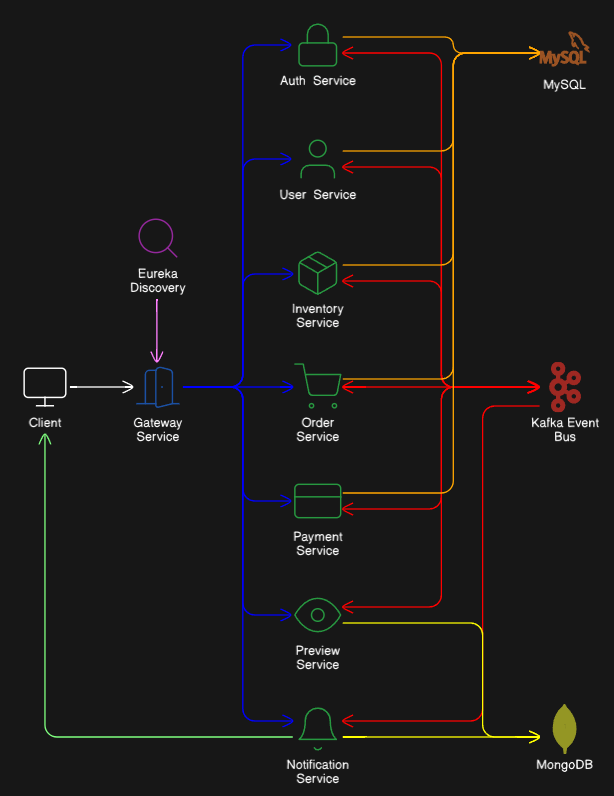 MySQL
Auth Service
MySQL
User Service
Eureka
Discovery
Inventory
Service
Client
Gateway
Service
Order
Service
Kafka Event
Bus
Payment
Service
Preview
Service
Notification
Service
MongoDB